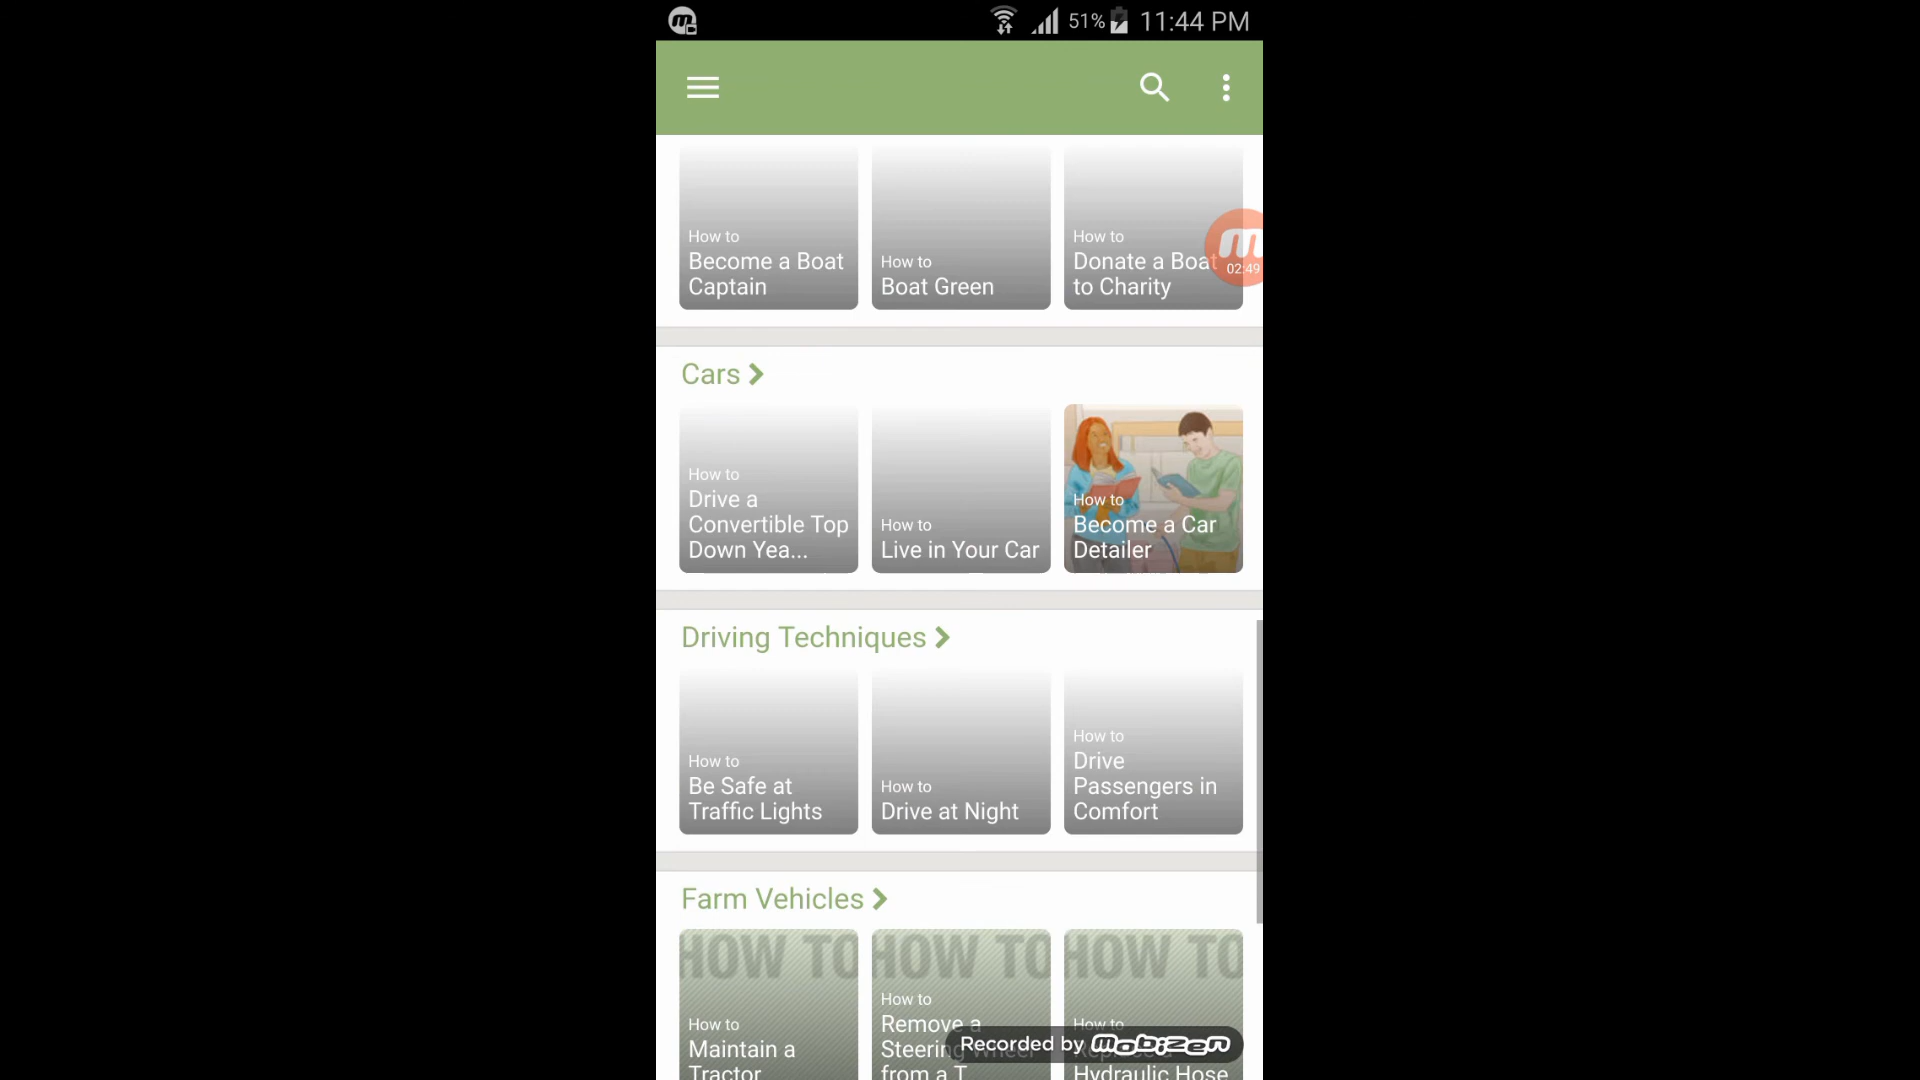 51% 11:44 PM
How to
Become a Boat
Captain
How to
Boat Green
How to
Donate a Boat
to Charity
02:49
Cars
How to
Drive a
Convertible Top
Down Yea...
How to
Live in Your Car
How to
Become a Car
Detailer
Driving Techniques
How to
Be Safe at
Traffic Lights
How to
Drive at Night
How to
Drive
Passengers in
Comfort
Farm Vehicles
HOW TO
How to
Maintain a
Tractor
HOW TO
How to
Remove a
Steering Wheel
from a T
HOW TO
How to
Hydraulic Hose
Recorded by mobizen